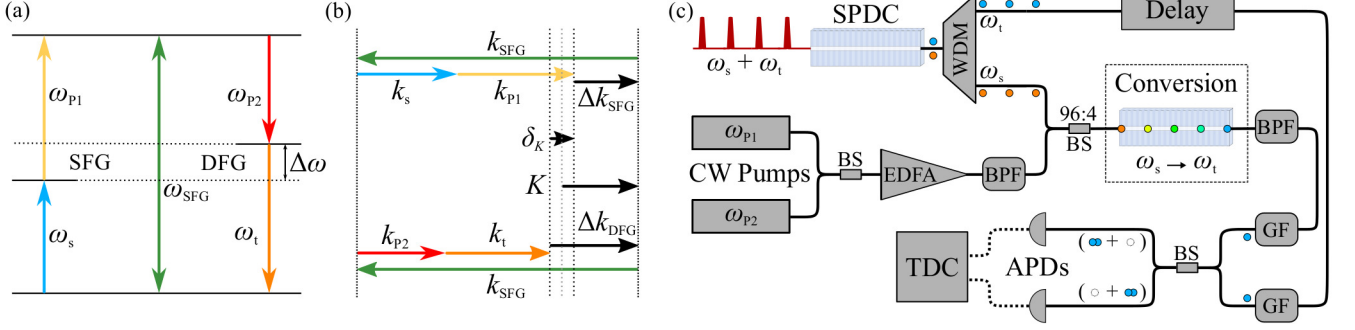 (a)
ω_P1
ω_P2
SFG
DFG
Δω
ω_SFG
ω_s
ω_t
(b)
k_SFG
k_s
k_P1
Δk_SFG
δ_K
K
k_P2
k_t
Δk_DFG
k_SFG
(c)
SPDC
ω_s + ω_t
WDM
ω_t
Delay
ω_s
Conversion
ω_s → ω_t
96:4
BS
BPF
ω_P1
CW Pumps
ω_P2
BS
EDFA
BPF
TDC
APDs
( + )
( + )
BS
GF
GF